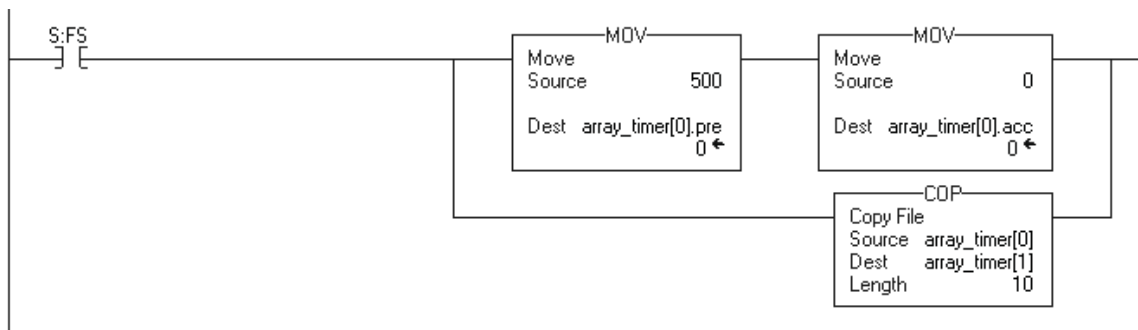 S:FS
MOV
Move
Source 500
Dest array_timer[0].pre
0
MOV
Move
Source 0
Dest array_timer[0].acc
0
COP
Copy File
Source array_timer[0]
Dest array_timer[1]
Length 10